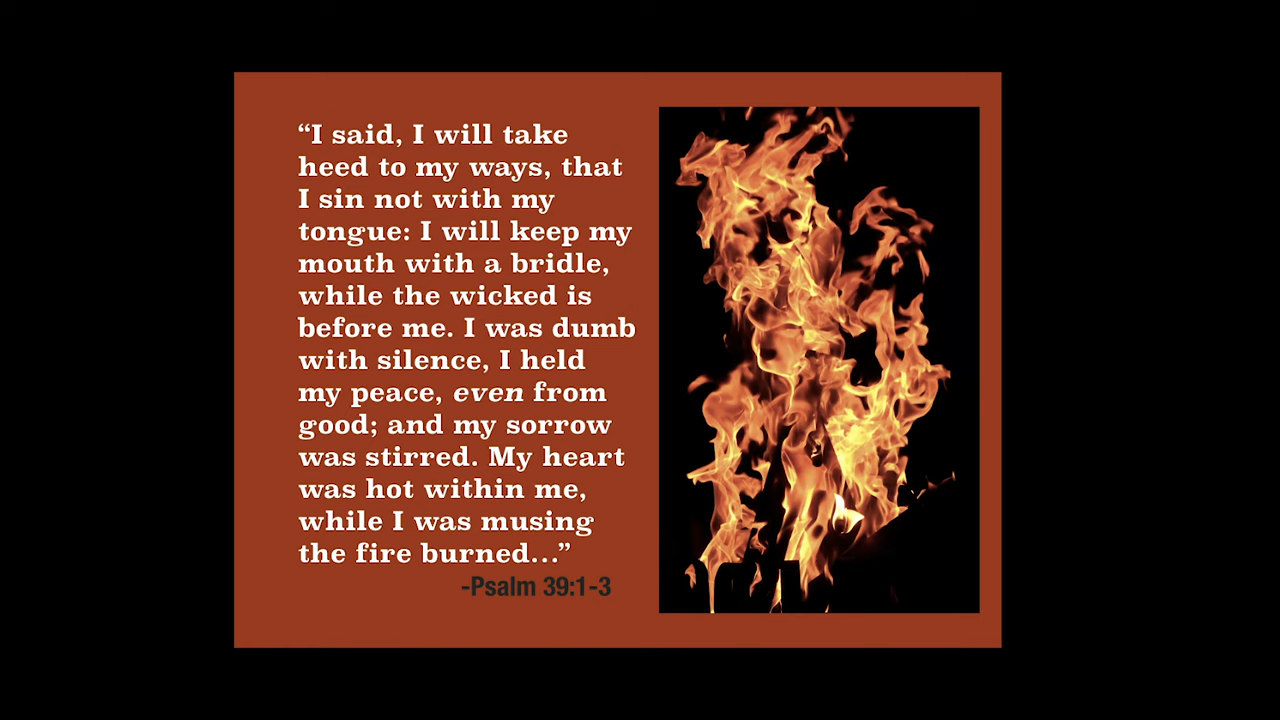 “I said, I will take
heed to my ways, that
I sin not with my
tongue: I will keep my
mouth with a bridle,
while the wicked is
before me. I was dumb
with silence, I held
my peace, even from
good; and my sorrow
was stirred. My heart
was hot within me,
while I was musing
the fire burned...”
-Psalm 39:1-3